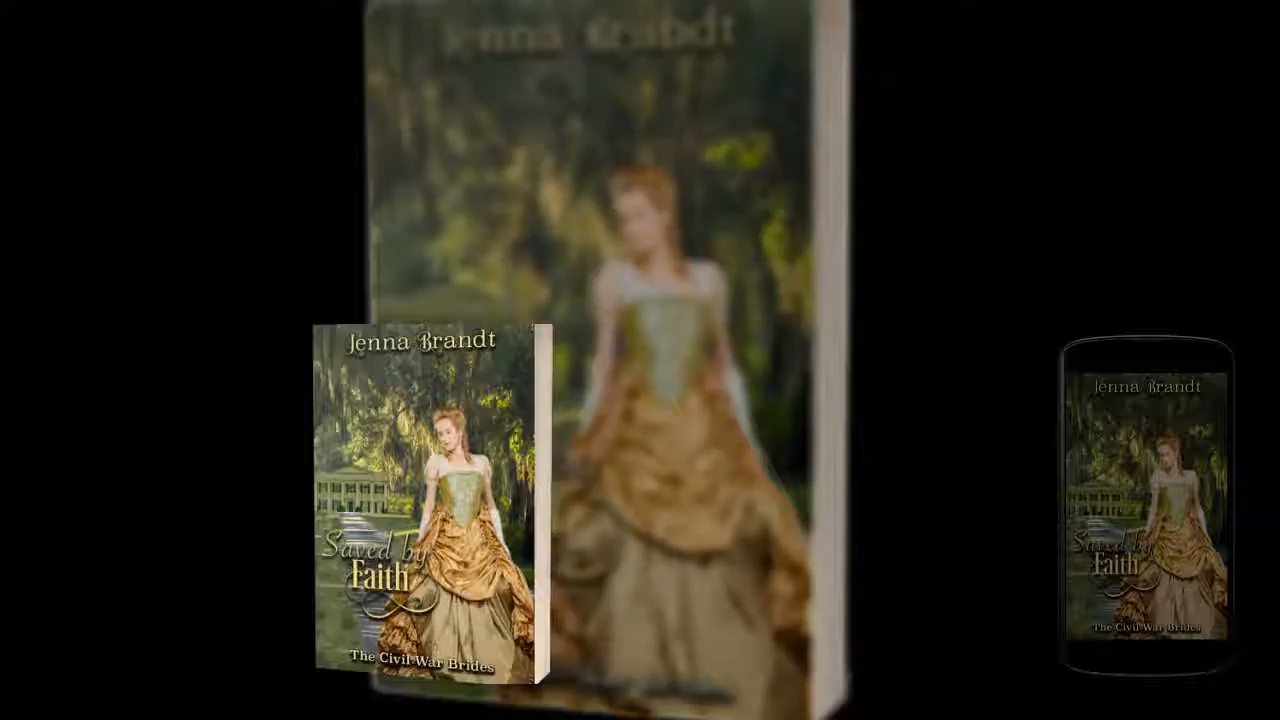 Jenna Brandt
Jenna Brandt
Saved by
Faith
The Civil War Brides
Jenna Brandt
Saved by
Faith
The Civil War Brides